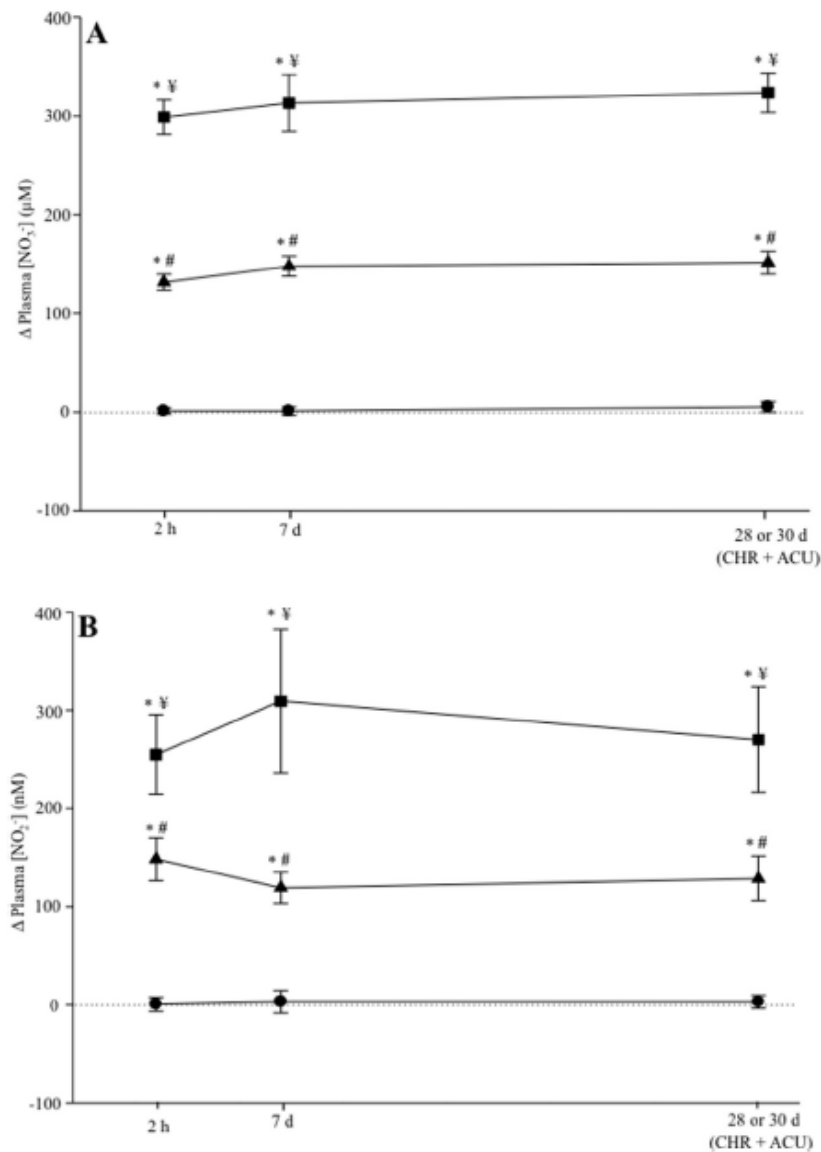 A
400
300
200
100
0
-100
Δ Plasma [NO₃⁻] (μM)
* ¥
* ¥
* ¥
* #
* #
* #
2 h
7 d
28 or 30 d
(CHR + ACU)
B
400
300
200
100
0
-100
Δ Plasma [NO₂⁻] (nM)
* ¥
* ¥
* ¥
* #
* #
* #
2 h
7 d
28 or 30 d
(CHR + ACU)